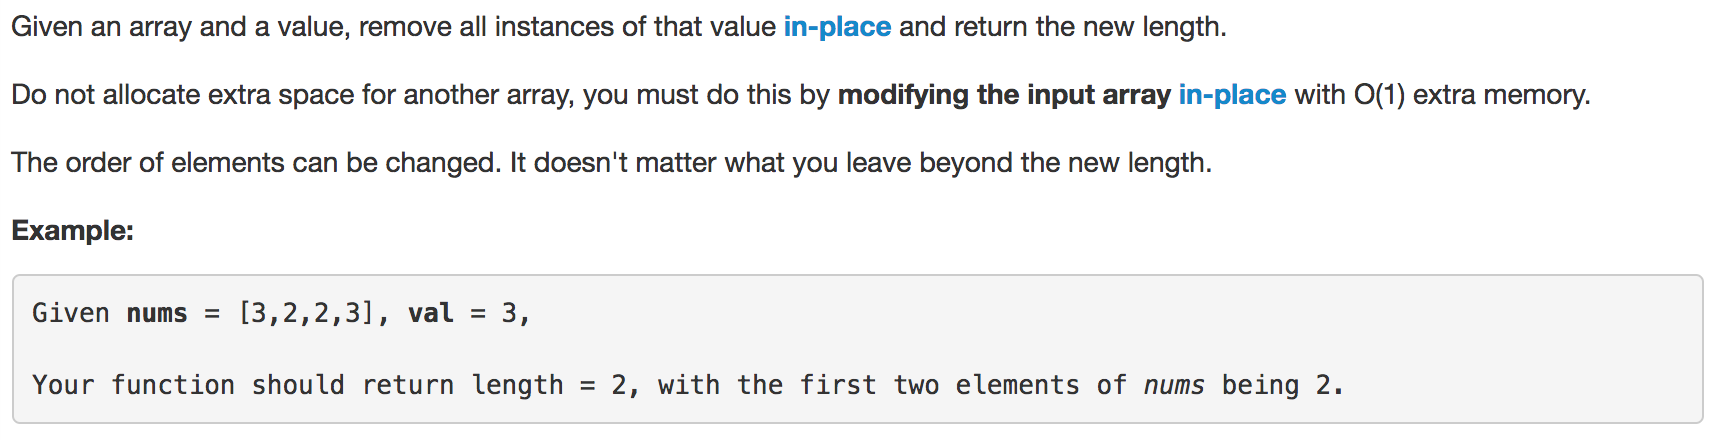 Given an array and a value, remove all instances of that value in-place and return the new length.
Do not allocate extra space for another array, you must do this by modifying the input array in-place with O(1) extra memory.
The order of elements can be changed. It doesn't matter what you leave beyond the new length.
Example:
Given nums = [3,2,2,3], val = 3,
Your function should return length = 2, with the first two elements of nums being 2.